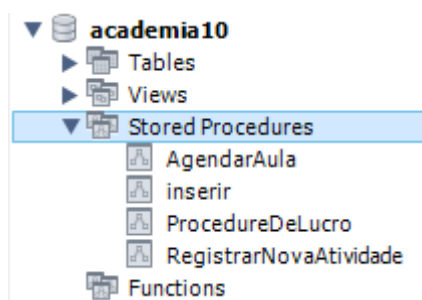 academia10
Tables
Views
Stored Procedures
AgendarAula
inserir
ProcedureDeLucro
RegistrarNovaAtividade
Functions